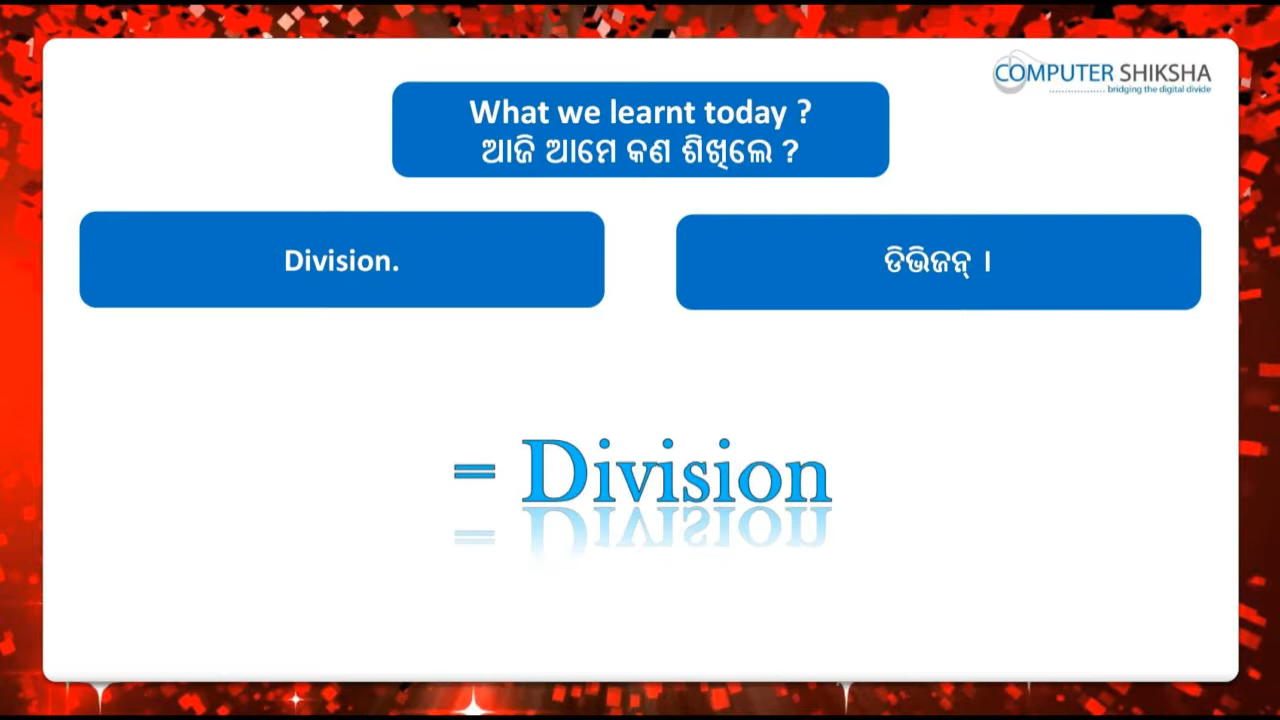 COMPUTER SHIKSHA
bridging the digital divide
What we learnt today ?
ଆଜି ଆମେ କଣ ଶିଖିଲେ ?
Division.
ଡିଭିଜନ୍ ।
= Division